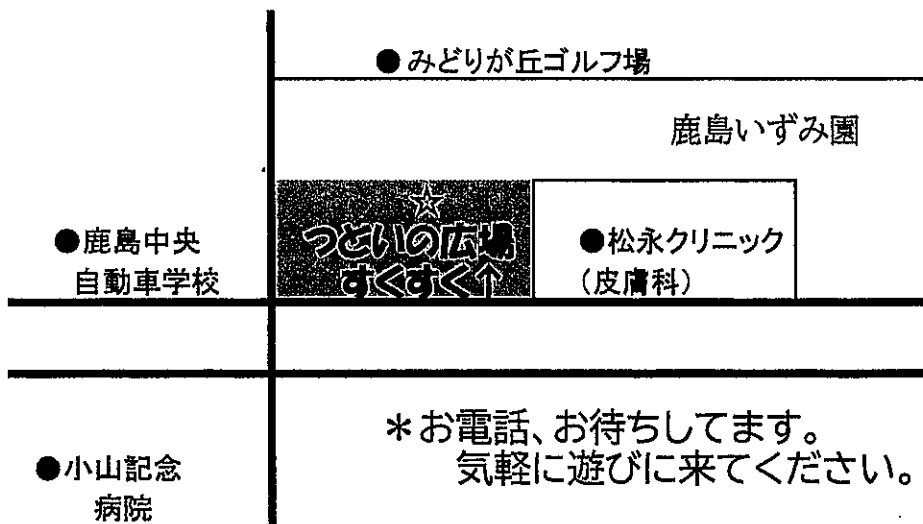 ●みどりが丘ゴルフ場
鹿島いずみ園
☆
つどいの広場
すくすく↑
●鹿島中央
自動車学校
●松永クリニック
(皮膚科)
＊お電話、お待ちしてます。
気軽に遊びに来てください。
●小山記念
病院